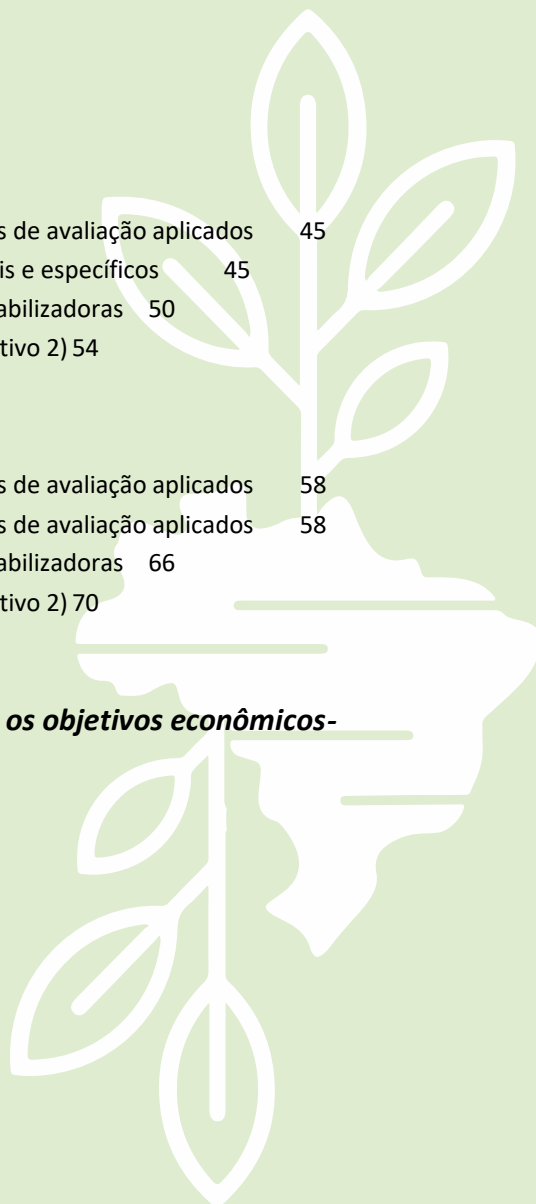 s de avaliação aplicados 45
is e específicos 45
abilizadoras 50
tivo 2) 54
s de avaliação aplicados 58
s de avaliação aplicados 58
abilizadoras 66
tivo 2) 70
os objetivos econômicos-